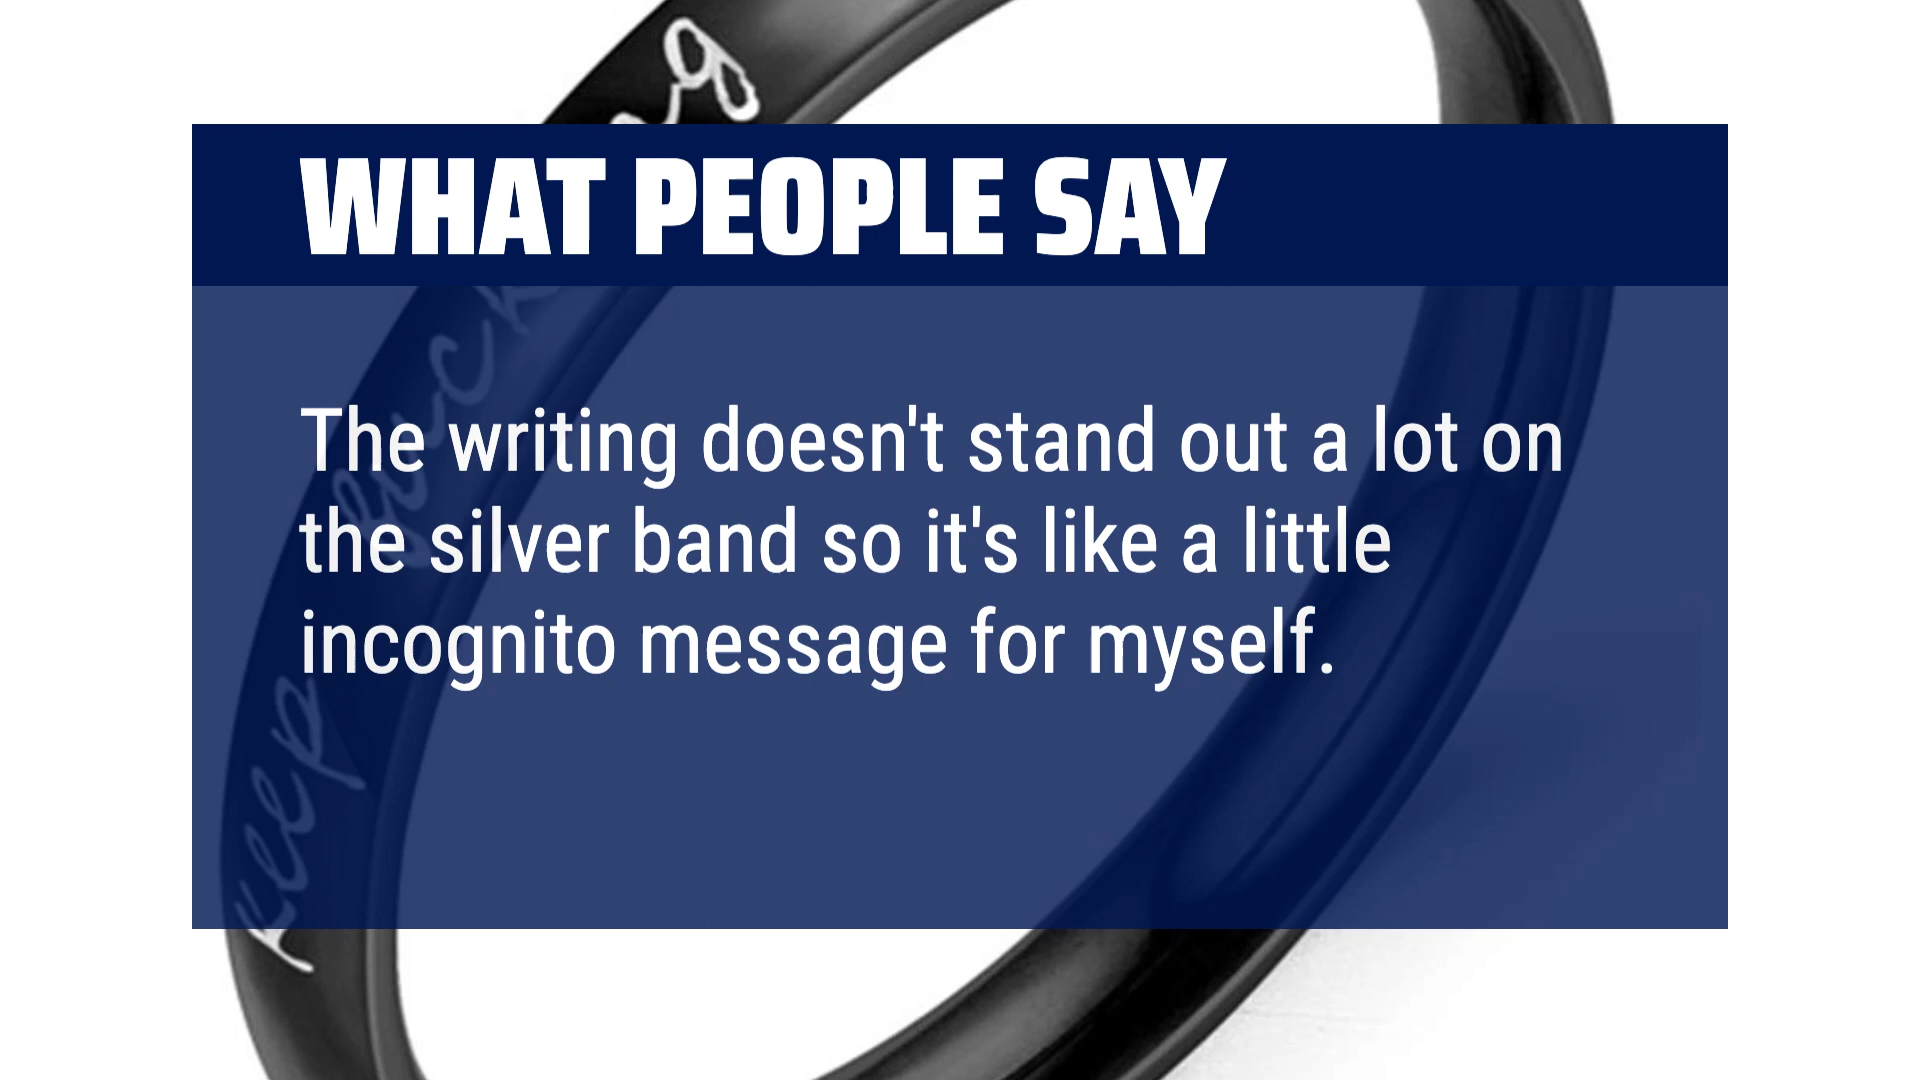 WHAT PEOPLE SAY
The writing doesn't stand out a lot on
the silver band so it's like a little
incognito message for myself.
keep